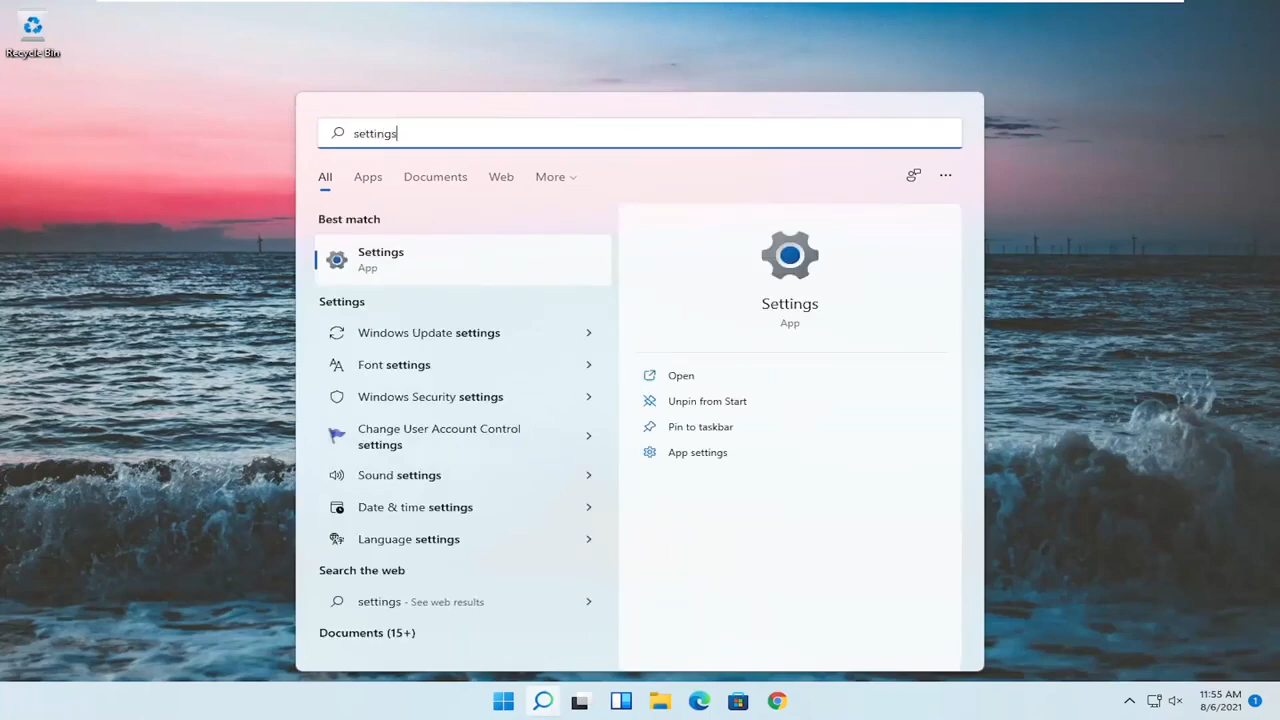 Recycle Bin
settings
All Apps Documents Web More
Best match
Settings
App
Settings
Windows Update settings
Font settings
Windows Security settings
Change User Account Control
settings
Sound settings
Date & time settings
Language settings
Search the web
settings - See web results
Documents (15+)
Settings
App
Open
Unpin from Start
Pin to taskbar
App settings
11:55 AM
8/6/2021
1